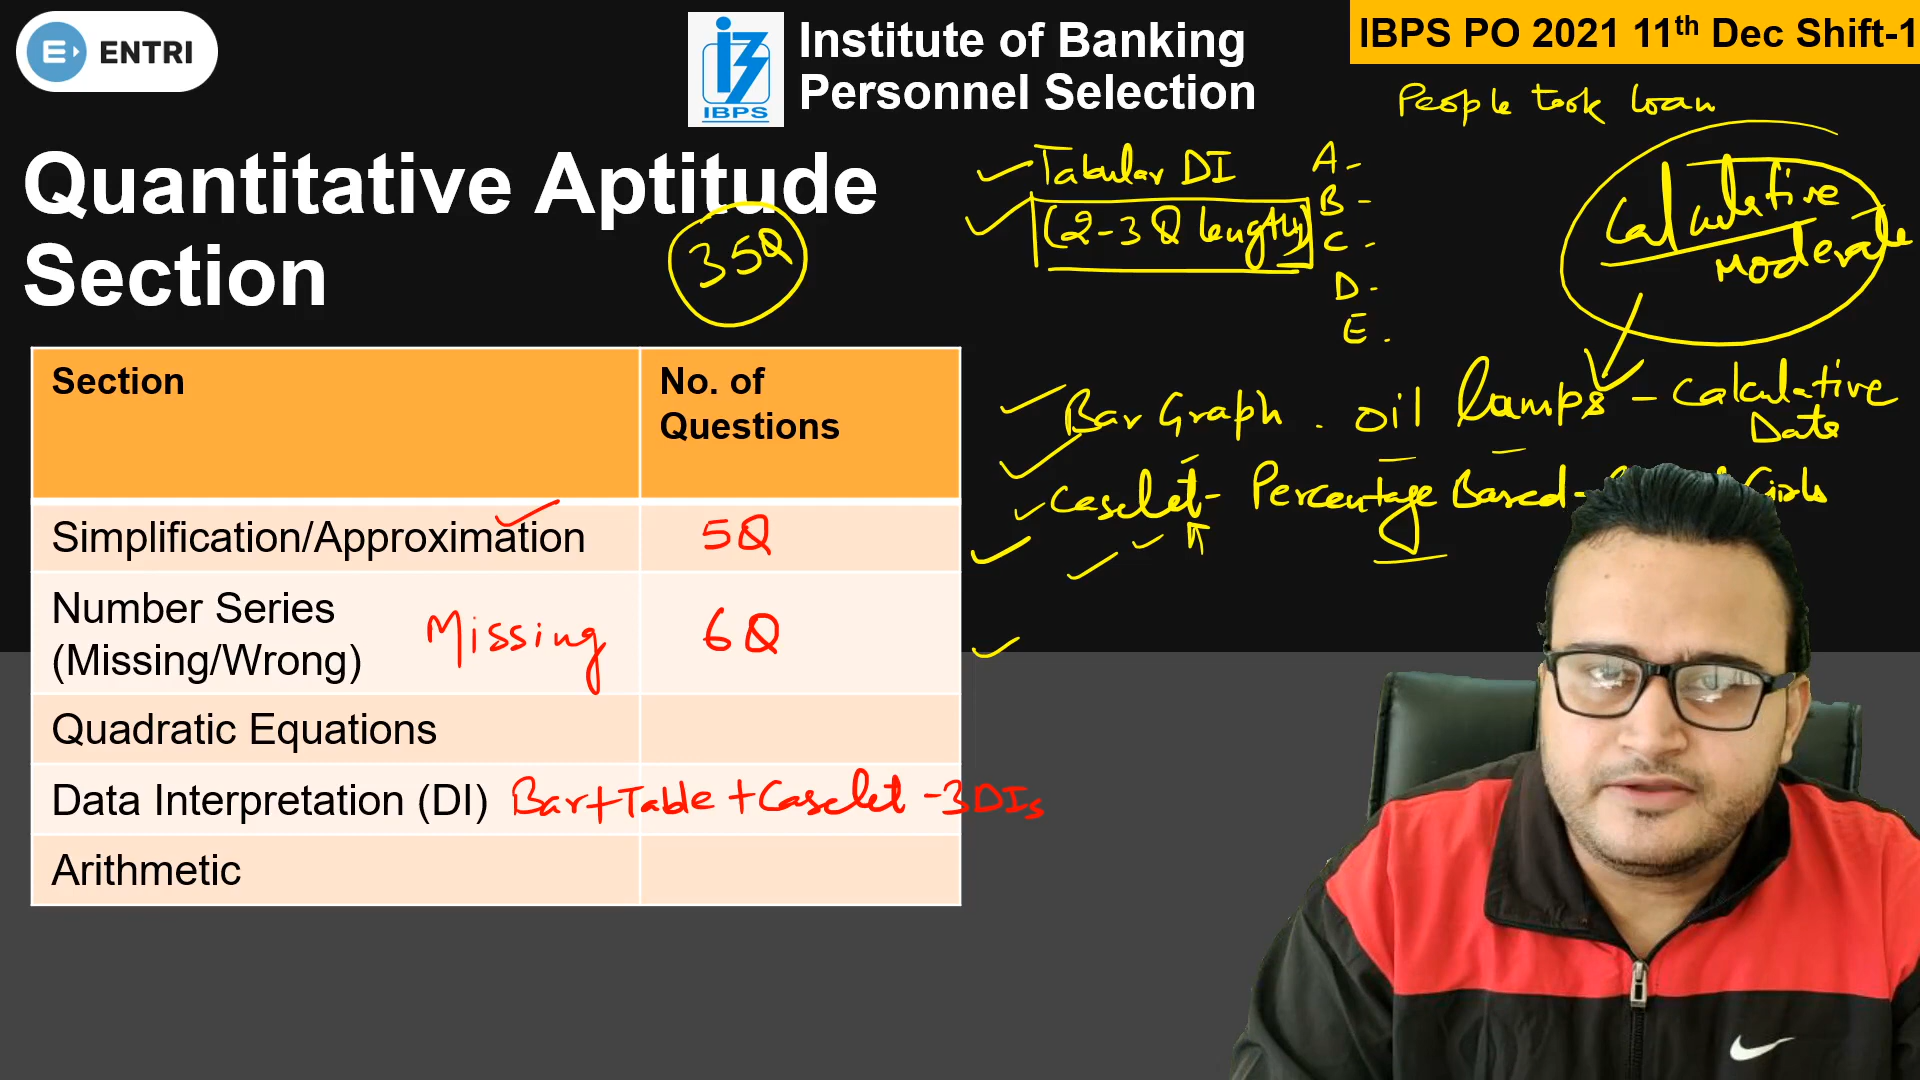 E ENTRI
IBPS
Institute of Banking
Personnel Selection
IBPS PO 2021 11th Dec Shift-1
People took loan
Quantitative Aptitude
Section
35Q
Tabular DI
(2-3 Q lengthy)
A -
B -
C -
D -
E .
Calculative
Moderate
Bar Graph . oil lamps - Calculative
Data
Caselet - Percentage Based - Girls
Section No. of
Questions
Simplification/Approximation 5Q
Number Series
(Missing/Wrong) Missing 6Q
Quadratic Equations
Data Interpretation (DI) Bar+Table+Caselet -3DIs
Arithmetic